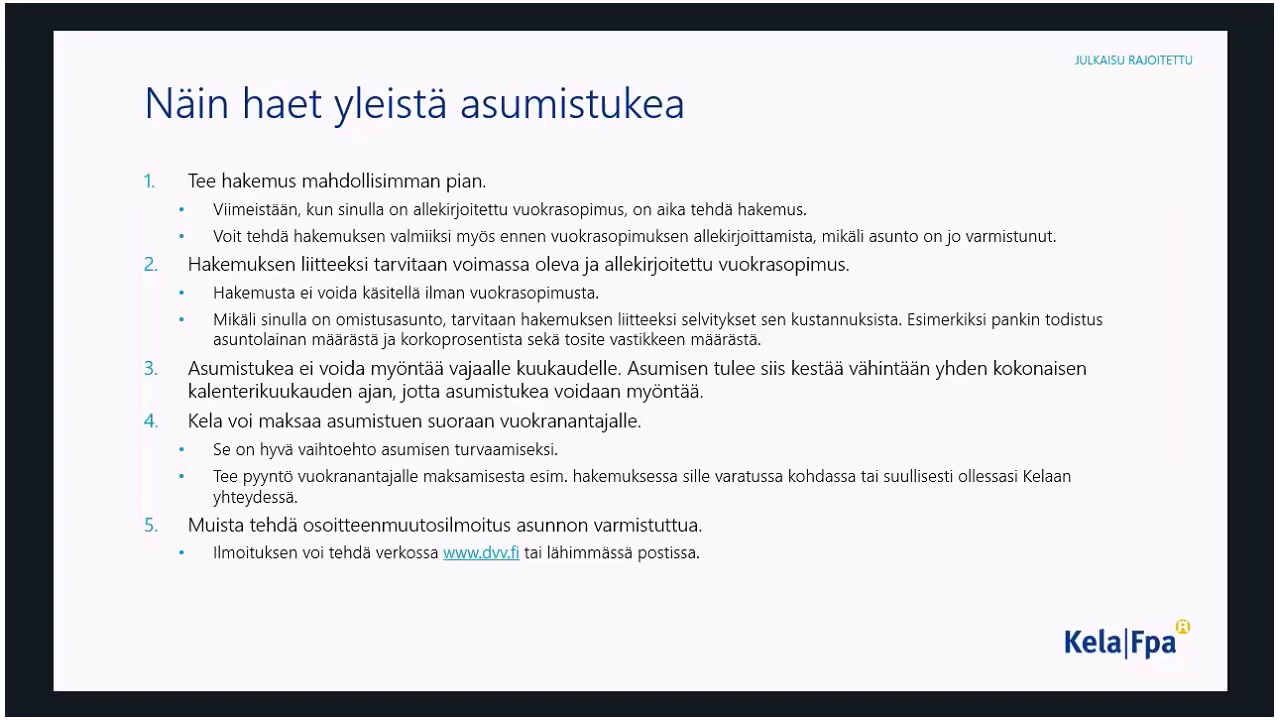 JULKAISU RAJOITETTU
Näin haet yleistä asumistukea
1. Tee hakemus mahdollisimman pian.
• Viimeistään, kun sinulla on allekirjoitettu vuokrasopimus, on aika tehdä hakemus.
• Voit tehdä hakemuksen valmiiksi myös ennen vuokrasopimuksen allekirjoittamista, mikäli asunto on jo varmistunut.
2. Hakemuksen liitteeksi tarvitaan voimassa oleva ja allekirjoitettu vuokrasopimus.
• Hakemusta ei voida käsitellä ilman vuokrasopimusta.
• Mikäli sinulla on omistusasunto, tarvitaan hakemuksen liitteeksi selvitykset sen kustannuksista. Esimerkiksi pankin todistus
asuntolainan määrästä ja korkoprosentista sekä tosite vastikkeen määrästä.
3. Asumistukea ei voida myöntää vajaalle kuukaudelle. Asumisen tulee siis kestää vähintään yhden kokonaisen
kalenterikuukauden ajan, jotta asumistukea voidaan myöntää.
4. Kela voi maksaa asumistuen suoraan vuokranantajalle.
• Se on hyvä vaihtoehto asumisen turvaamiseksi.
• Tee pyyntö vuokranantajalle maksamisesta esim. hakemuksessa sille varatussa kohdassa tai suullisesti ollessasi Kelaan
yhteydessä.
5. Muista tehdä osoitteenmuutosilmoitus asunnon varmistuttua.
• Ilmoituksen voi tehdä verkossa www.dvv.fi tai lähimmässä postissa.
Kela|Fpa